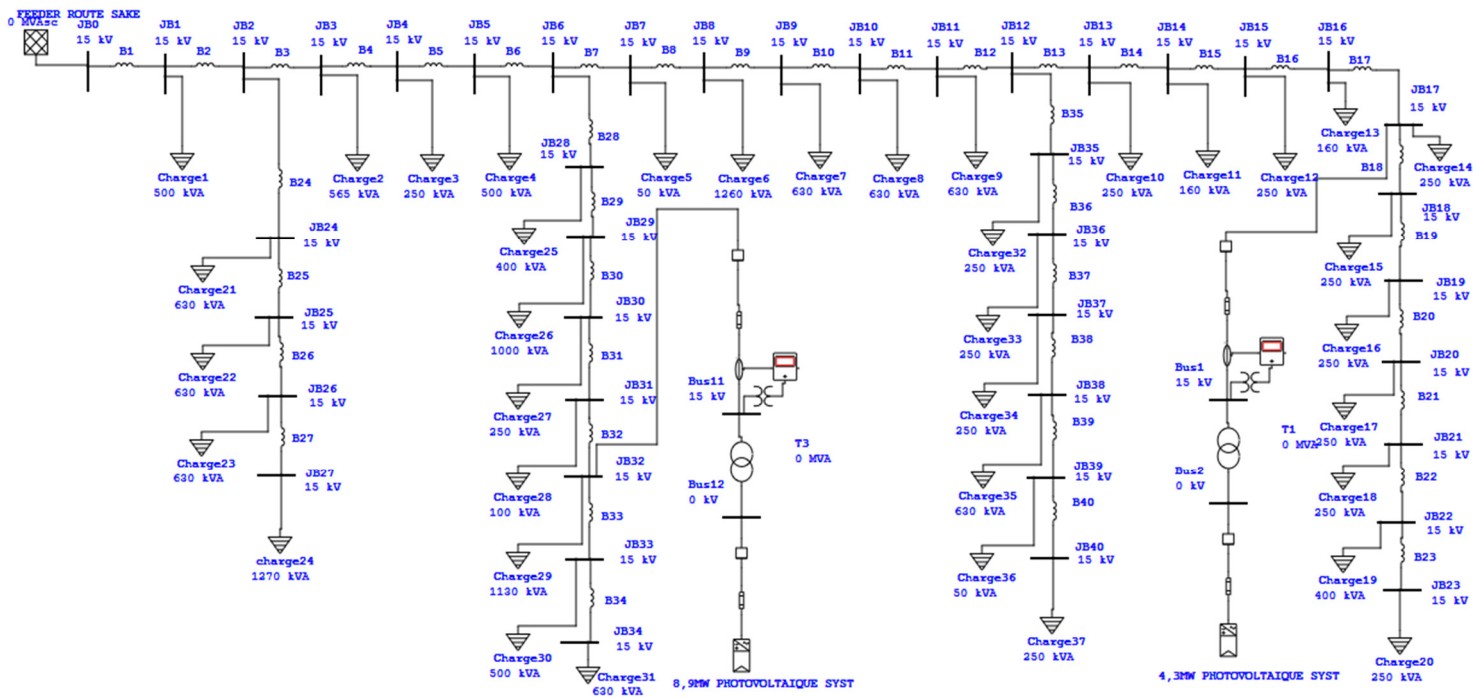 FEEDER ROUTE SAKE
0 MVAsc
JB0
15 kV
B1
JB1
15 kV
B2
JB2
15 kV
B3
JB3
15 kV
B4
JB4
15 kV
B5
JB5
15 kV
B6
JB6
15 kV
B7
JB7
15 kV
B8
JB8
15 kV
B9
JB9
15 kV
B10
JB10
15 kV
B11
JB11
15 kV
B12
JB12
15 kV
B13
JB13
15 kV
B14
JB14
15 kV
B15
JB15
15 kV
B16
JB16
15 kV
B17
JB17
15 kV
Charge1
500 kVA
Charge2
565 kVA
Charge3
250 kVA
Charge4
500 kVA
Charge5
50 kVA
Charge6
1260 kVA
Charge7
630 kVA
Charge8
630 kVA
Charge9
630 kVA
Charge10
250 kVA
Charge11
160 kVA
Charge12
250 kVA
Charge13
160 kVA
Charge14
250 kVA
B24
JB24
15 kV
Charge21
630 kVA
B25
JB25
15 kV
Charge22
630 kVA
B26
JB26
15 kV
Charge23
630 kVA
B27
JB27
15 kV
charge24
1270 kVA
B28
JB28
15 kV
B29
Charge25
400 kVA
JB29
15 kV
B30
Charge26
1000 kVA
JB30
15 kV
B31
Charge27
250 kVA
JB31
15 kV
B32
Charge28
100 kVA
JB32
15 kV
B33
Charge29
1130 kVA
JB33
15 kV
B34
Charge30
500 kVA
JB34
15 kV
Charge31
630 kVA
Bus11
15 kV
T3
0 MVA
Bus12
0 kV
8,9MW PHOTOVOLTAIQUE SYST
B35
JB35
15 kV
B36
Charge32
250 kVA
JB36
15 kV
B37
Charge33
250 kVA
JB37
15 kV
B38
Charge34
250 kVA
JB38
15 kV
B39
Charge35
630 kVA
JB39
15 kV
B40
Charge36
50 kVA
JB40
15 kV
Charge37
250 kVA
Bus1
15 kV
T1
0 MVA
Bus2
0 kV
4,3MW PHOTOVOLTAIQUE SYST
B18
JB18
15 kV
B19
Charge15
250 kVA
JB19
15 kV
B20
Charge16
250 kVA
JB20
15 kV
B21
Charge17
250 kVA
JB21
15 kV
B22
Charge18
250 kVA
JB22
15 kV
B23
Charge19
400 kVA
JB23
15 kV
Charge20
250 kVA